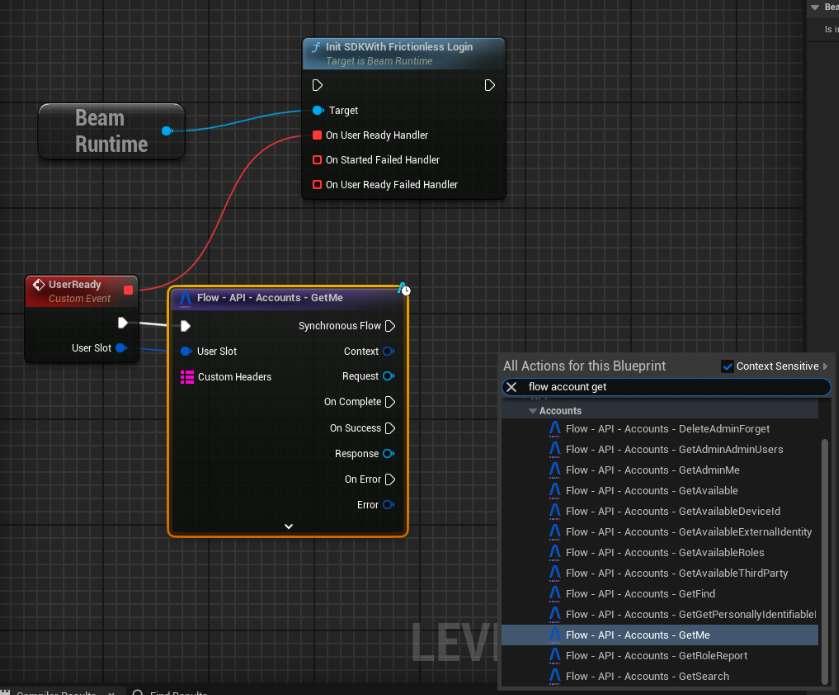 Init SDKWith Frictionless Login
Target is Beam Runtime
Target
On User Ready Handler
On Started Failed Handler
On User Ready Failed Handler
Beam
Runtime
UserReady
Custom Event
User Slot
Flow - API - Accounts - GetMe
Synchronous Flow
User Slot
Context
Custom Headers
Request
On Complete
On Success
Response
On Error
Error
All Actions for this Blueprint
Context Sensitive
flow account get
Accounts
Flow - API - Accounts - DeleteAdminForget
Flow - API - Accounts - GetAdminAdminUsers
Flow - API - Accounts - GetAdminMe
Flow - API - Accounts - GetAvailable
Flow - API - Accounts - GetAvailableDeviceId
Flow - API - Accounts - GetAvailableExternalIdentity
Flow - API - Accounts - GetAvailableRoles
Flow - API - Accounts - GetAvailableThirdParty
Flow - API - Accounts - GetFind
Flow - API - Accounts - GetGetPersonallyIdentifiableI
Flow - API - Accounts - GetMe
Flow - API - Accounts - GetRoleReport
Flow - API - Accounts - GetSearch
LEVE
Bea
Is in
Compiler Results
Find Results